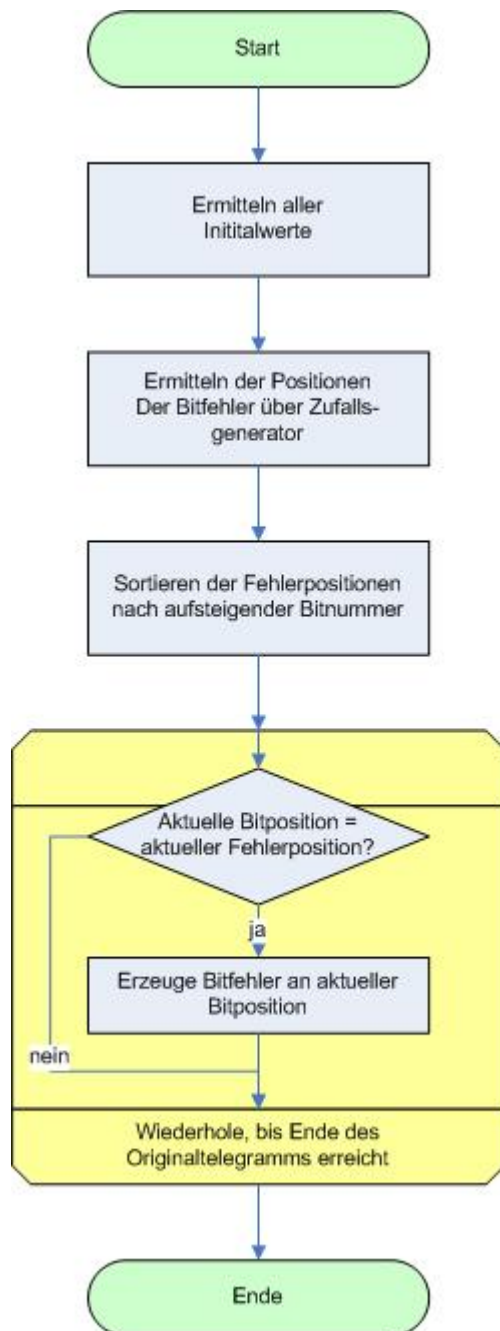 Start
Ermitteln aller
Inititalwerte
Ermitteln der Positionen
Der Bitfehler über Zufalls-
generator
Sortieren der Fehlerpositionen
nach aufsteigender Bitnummer
Aktuelle Bitposition =
aktueller Fehlerposition?
ja
Erzeuge Bitfehler an aktueller
Bitposition
nein
Wiederhole, bis Ende des
Originaltelegramms erreicht
Ende